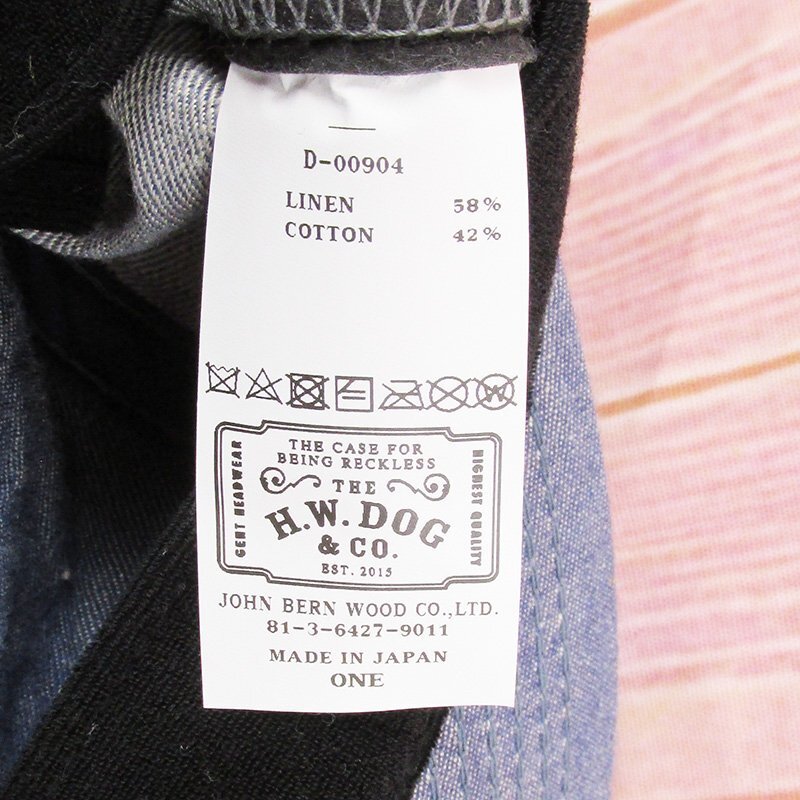 D-00904
LINEN 58%
COTTON 42%
THE CASE FOR
BEING RECKLESS
GENT HEADWEAR
THE
H.W. DOG
& CO.
EST. 2015
HIGHEST QUALITY
JOHN BERN WOOD CO.,LTD.
81-3-6427-9011
MADE IN JAPAN
ONE